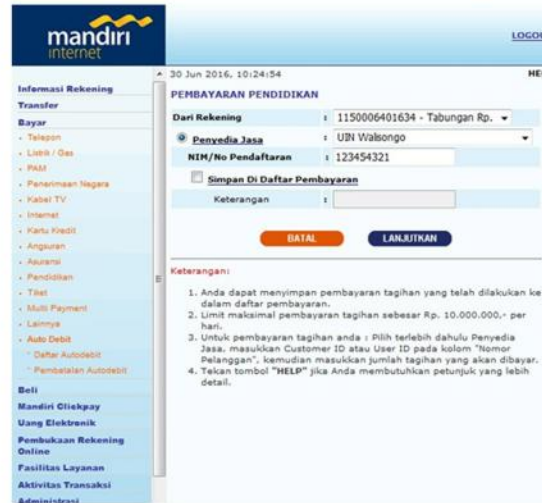 mandiri
internet
LOGOU
30 Jun 2016, 10:24:54
HE
Informasi Rekening
Transfer
Bayar
Telepon
Listrik / Gas
PAM
Penerimaan Negara
Kabel TV
Internet
Kartu Kredit
Angsuran
Asuransi
Pendidikan
Tiket
Multi Payment
Lainnya
Auto Debit
Daftar Autodebit
Pembatalan Autodebit
Beli
Mandiri Clickpay
Uang Elektronik
Pembukaan Rekening
Online
Fasilitas Layanan
Aktivitas Transaksi
Administrasi
PEMBAYARAN PENDIDIKAN
Dari Rekening : 1150006401634 - Tabungan Rp.
Penyedia Jasa : UIN Walisongo
NIM/No Pendaftaran : 123454321
Simpan Di Daftar Pembayaran
Keterangan :
BATAL LANJUTKAN
Keterangan:
1. Anda dapat menyimpan pembayaran tagihan yang telah dilakukan ke
dalam daftar pembayaran.
2. Limit maksimal pembayaran tagihan sebesar Rp. 10.000.000,- per
hari.
3. Untuk pembayaran tagihan anda : Pilih terlebih dahulu Penyedia
Jasa, masukkan Customer ID atau User ID pada kolom "Nomor
Pelanggan", kemudian masukkan jumlah tagihan yang akan dibayar.
4. Tekan tombol "HELP" jika Anda membutuhkan petunjuk yang lebih
detail.